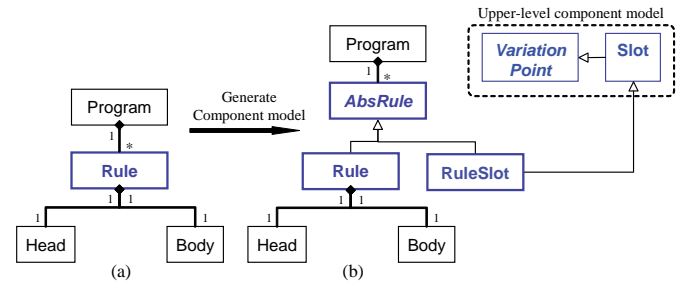 Upper-level component model
Program
Variation
Point
Slot
1
*
AbsRule
Generate
Component model
Program
1
*
Rule
Rule
RuleSlot
1 1
1 1
1
1
1
1
Head
Body
Head
Body
(a)
(b)